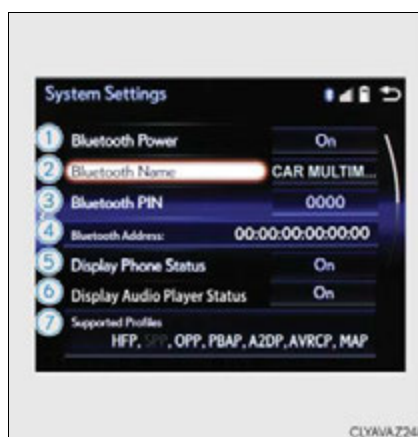 System Settings
1 Bluetooth Power On
2 Bluetooth Name CAR MULTIM...
3 Bluetooth PIN 0000
4 Bluetooth Address: 00:00:00:00:00:00
5 Display Phone Status On
6 Display Audio Player Status On
7 Supported Profiles
HFP, SPP, OPP, PBAP, A2DP, AVRCP, MAP
CLYAVAZ24